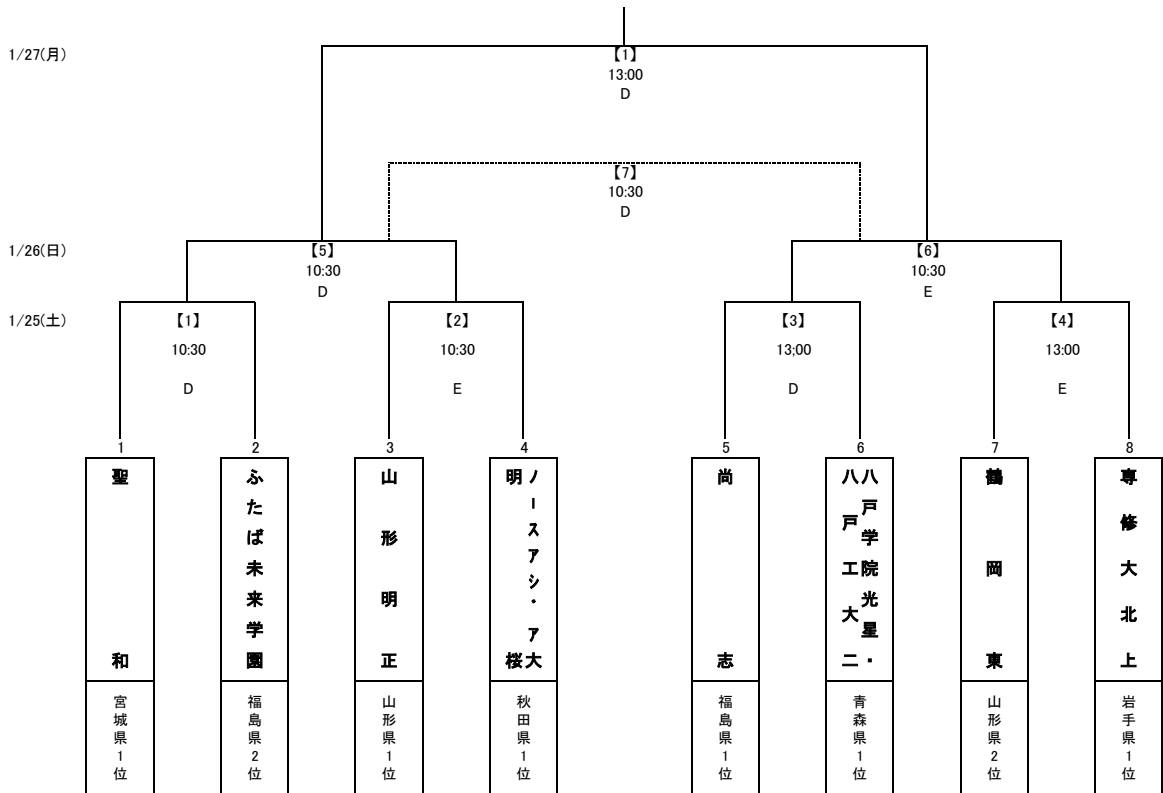 1/27(月)
【1】
13:00
D
【7】
10:30
D
1/26(日)
【5】
10:30
D
【6】
10:30
E
1/25(土)
【1】
10:30
D
【2】
10:30
E
【3】
13:00
D
【4】
13:00
E
1
2
3
4
5
6
7
8
聖和
ふたば未来学園
山形明正
ノースアシ・ア大
明桜
尚志
八戸学院光星・
八戸工大二
鶴岡東
専修大北上
宮城県1位
福島県2位
山形県1位
秋田県1位
福島県1位
青森県1位
山形県2位
岩手県1位